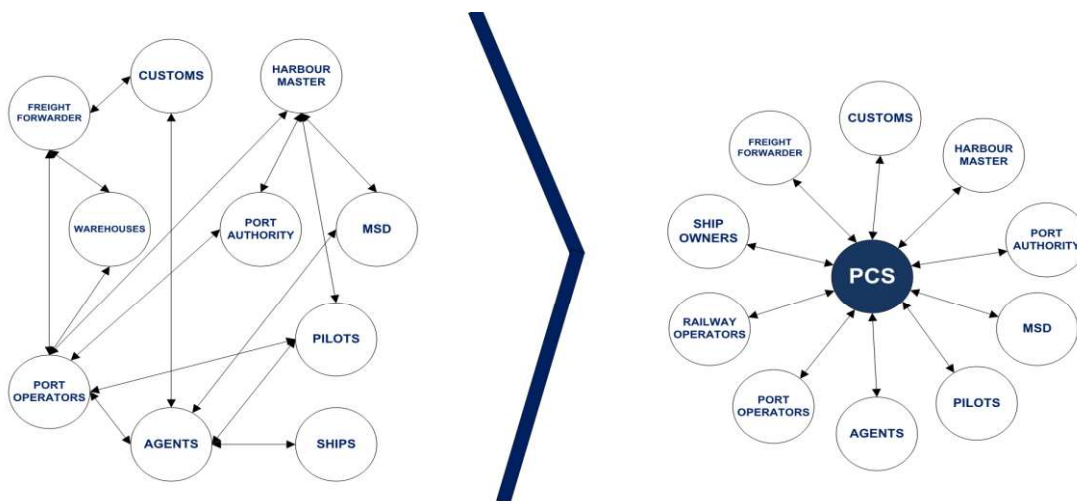 CUSTOMS
HARBOUR
MASTER
FREIGHT
FORWARDER
WAREHOUSES
PORT
AUTHORITY
MSD
PILOTS
PORT
OPERATORS
AGENTS
SHIPS
CUSTOMS
FREIGHT
FORWARDER
HARBOUR
MASTER
SHIP
OWNERS
PORT
AUTHORITY
PCS
RAILWAY
OPERATORS
MSD
PORT
OPERATORS
PILOTS
AGENTS